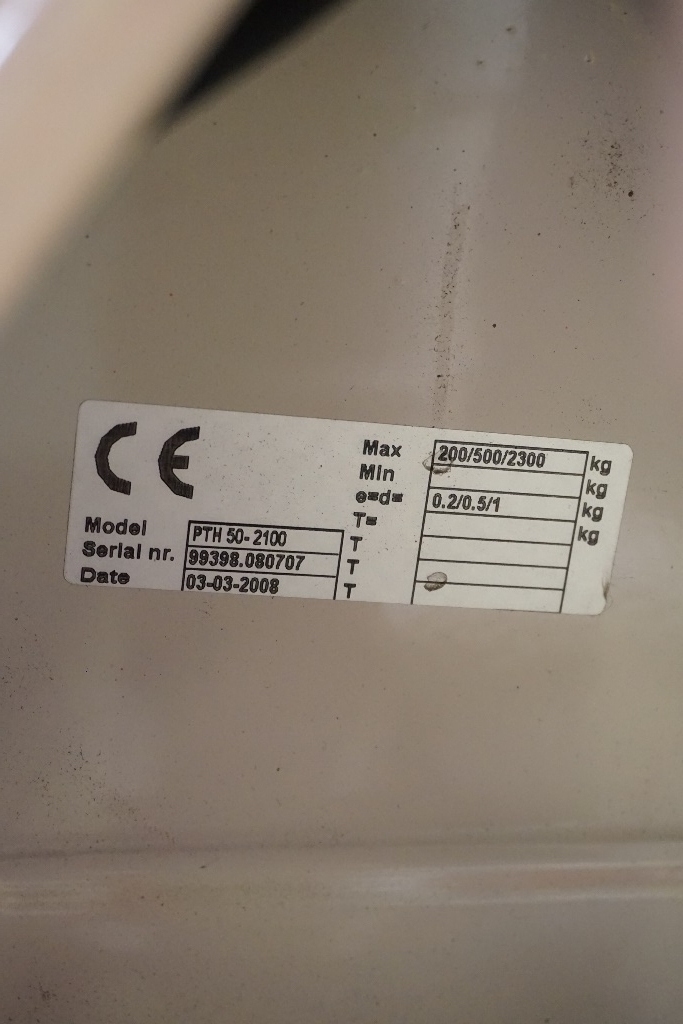 CE
Max 200/500/2300 kg
Min kg
e=d= 0.2/0.5/1 kg
T= kg
Model PTH 50-2100 T
Serial nr. 99398.080707 T
Date 03-03-2008 T